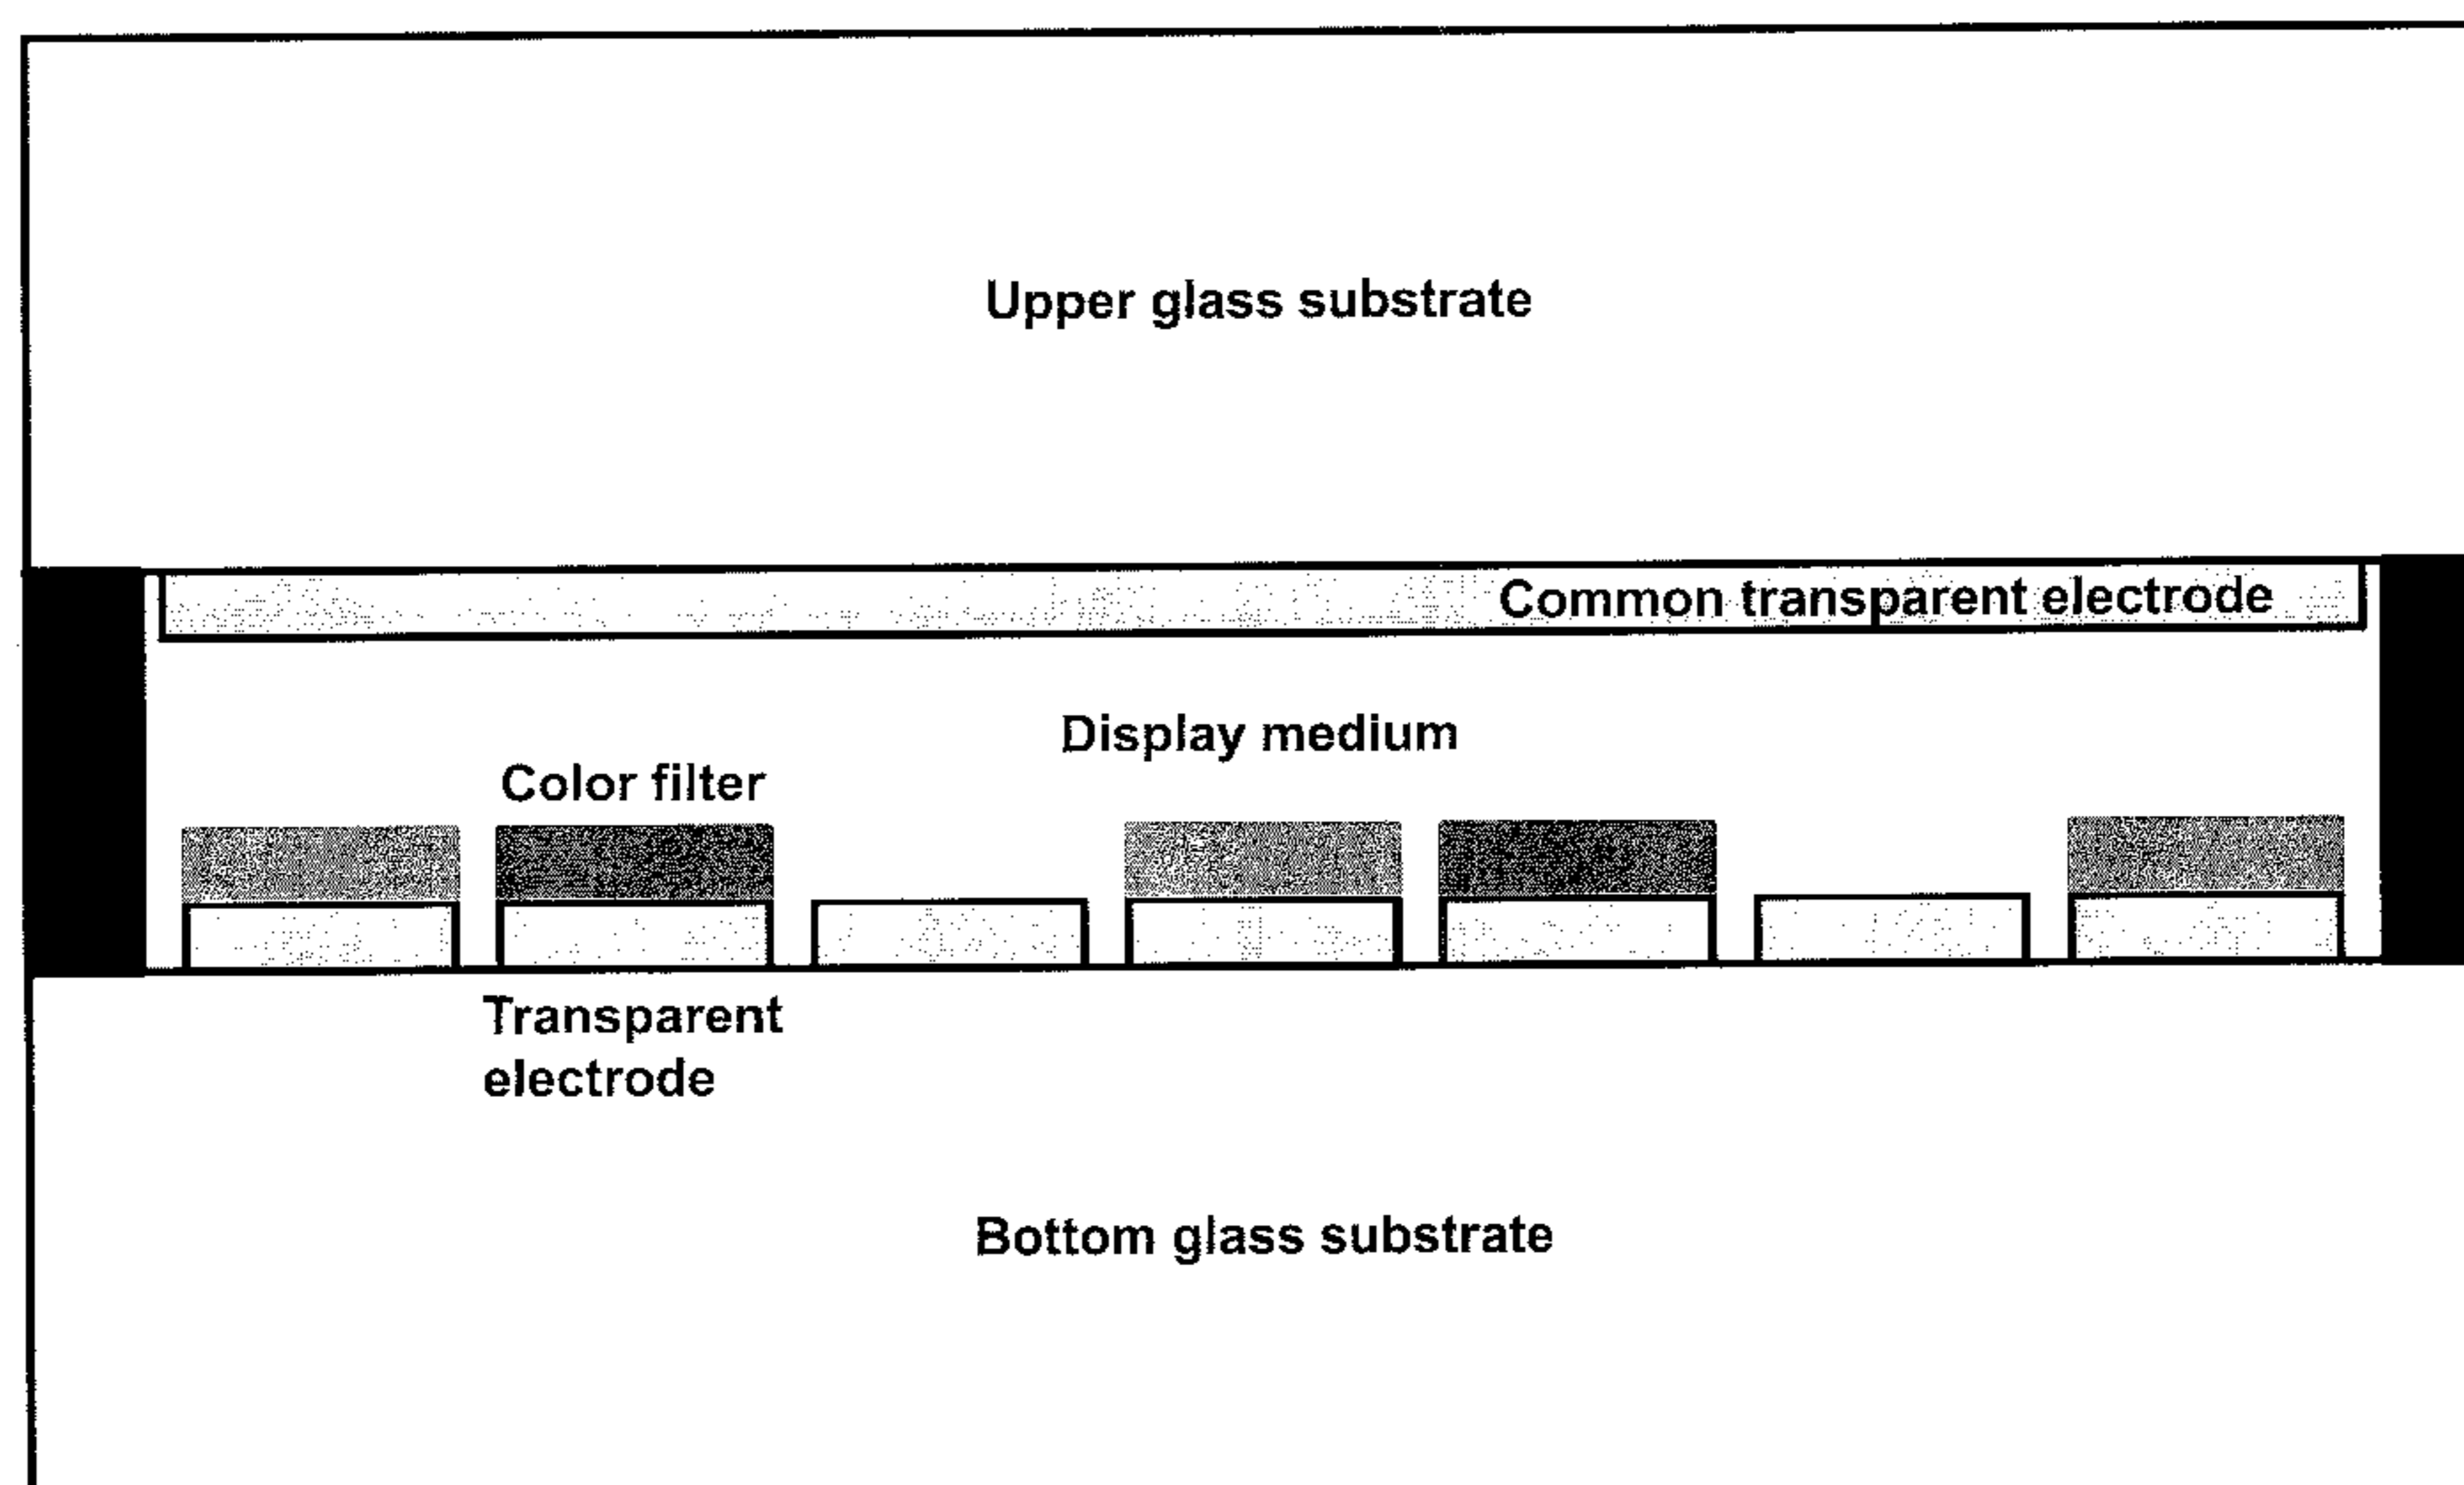 Upper glass substrate
Common transparent electrode
Display medium
Color filter
Transparent
electrode
Bottom glass substrate